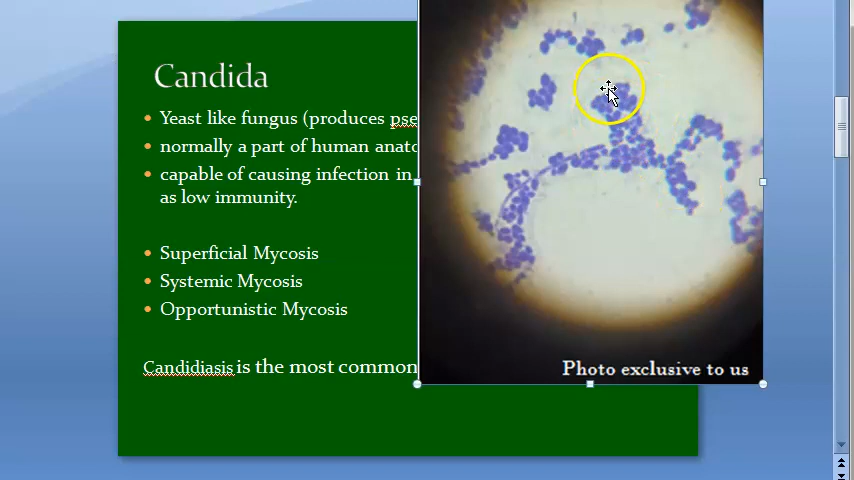 Candida
Yeast like fungus (produces pse
normally a part of human anato
capable of causing infection in
as low immunity.
Superficial Mycosis
Systemic Mycosis
Opportunistic Mycosis
Candidiasis is the most common
Photo exclusive to us